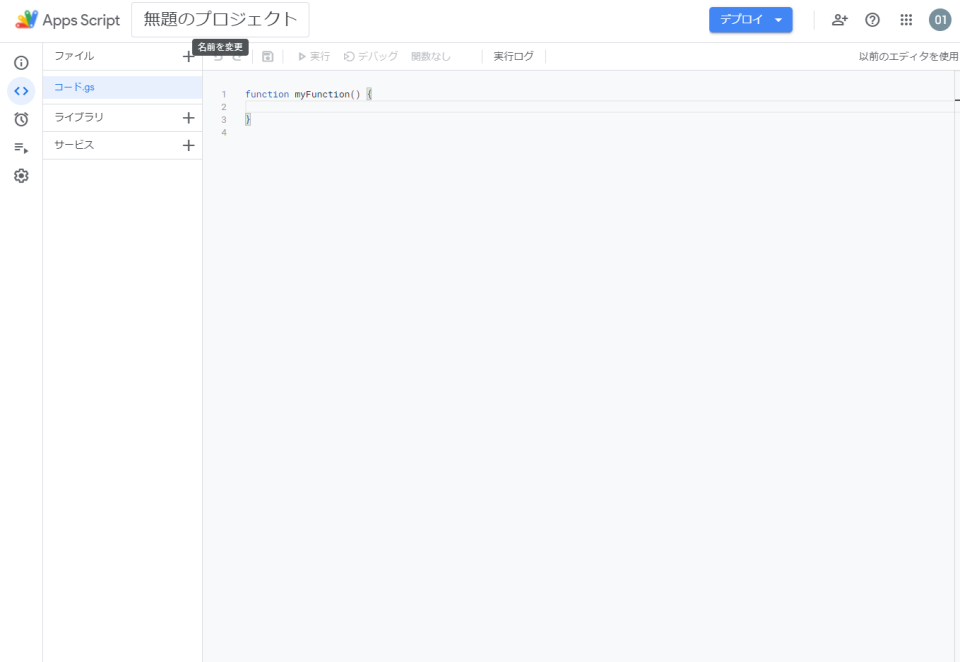 Apps Script
無題のプロジェクト
デプロイ
01
名前を変更
ファイル
実行
デバッグ
関数なし
実行ログ
以前のエディタを使用
コード.gs
ライブラリ
サービス
1 function myFunction() {
2
3 }
4